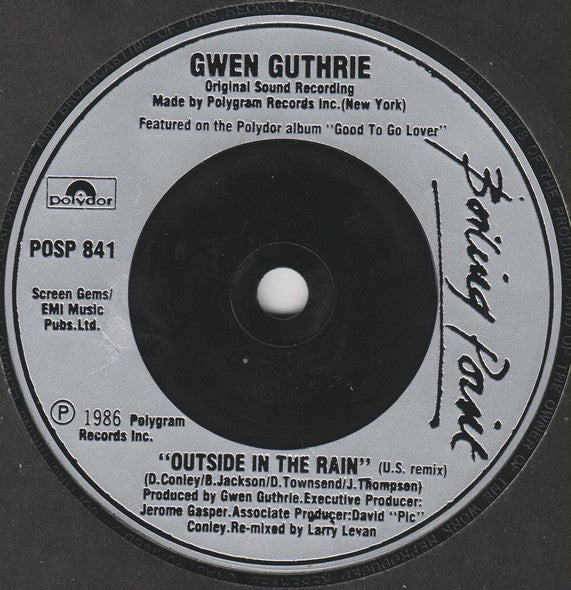 GWEN GUTHRIE
Original Sound Recording
Made by Polygram Records Inc.(New York)
Featured on the Polydor album "Good To Go Lover"
polydor
POSP 841
Screen Gems/
EMI Music
Pubs.Ltd.
Boiling Point
Ⓟ 1986 Polygram
Records Inc.
"OUTSIDE IN THE RAIN" (U.S. remix)
(D.Conley/B.Jackson/D.Townsend/J.Thompsen)
Produced by Gwen Guthrie.Executive Producer:
Jerome Gasper.Associate Producer:David "Pic"
Conley.Re-mixed by Larry Levan